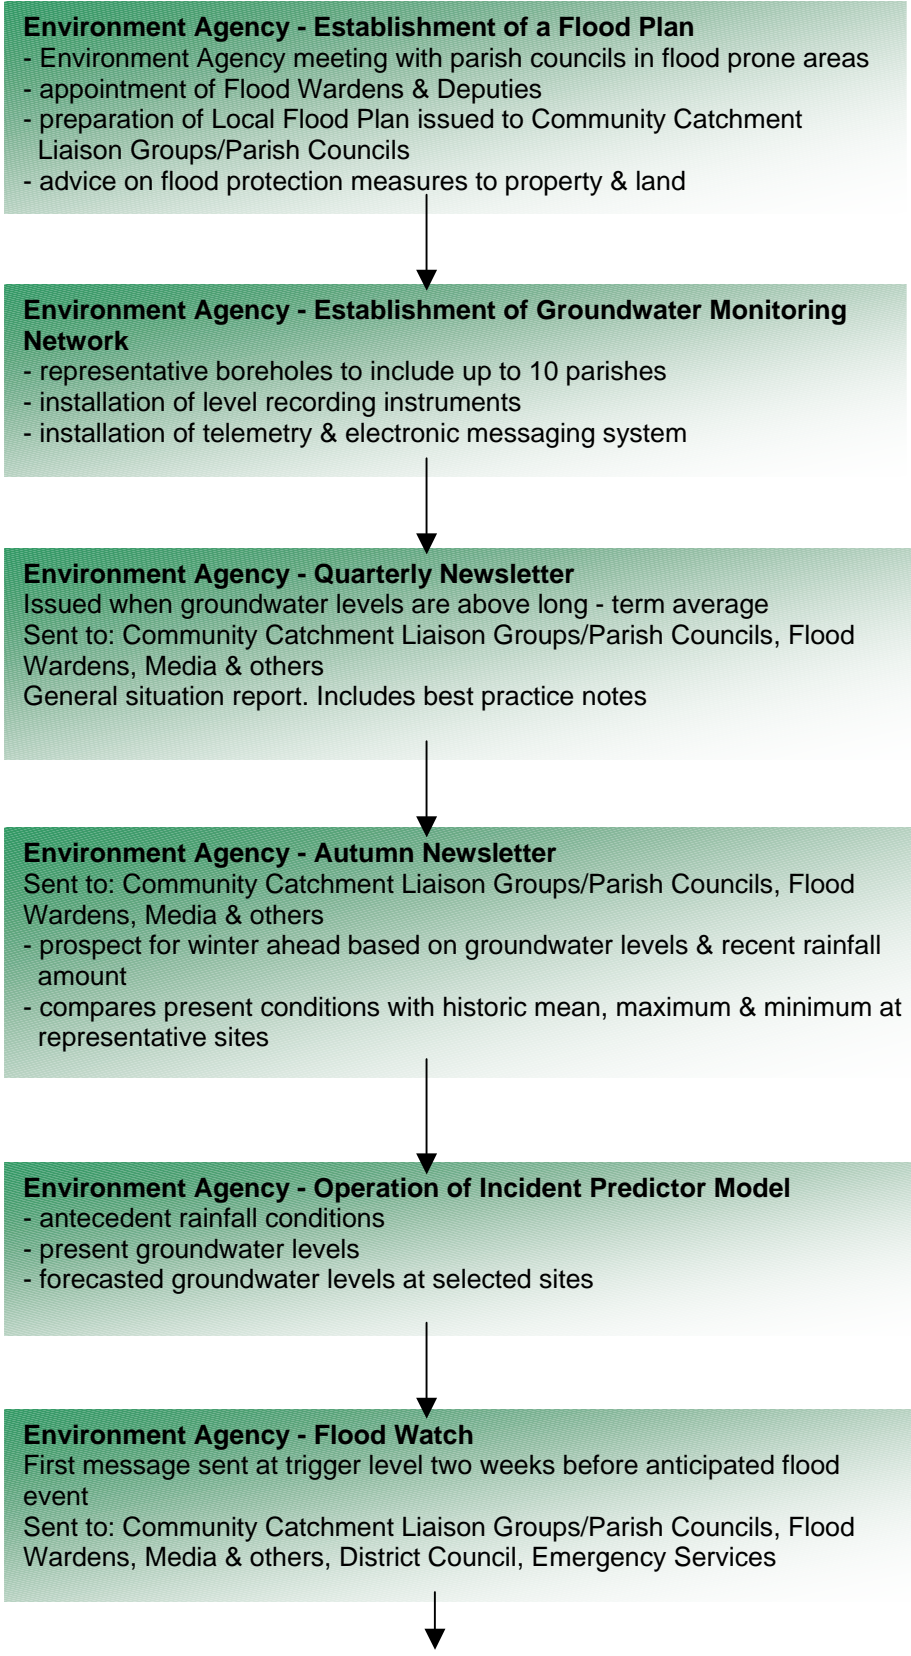 Environment Agency - Establishment of a Flood Plan
- Environment Agency meeting with parish councils in flood prone areas
- appointment of Flood Wardens & Deputies
- preparation of Local Flood Plan issued to Community Catchment
Liaison Groups/Parish Councils
- advice on flood protection measures to property & land
Environment Agency - Establishment of Groundwater Monitoring
Network
- representative boreholes to include up to 10 parishes
- installation of level recording instruments
- installation of telemetry & electronic messaging system
Environment Agency - Quarterly Newsletter
Issued when groundwater levels are above long - term average
Sent to: Community Catchment Liaison Groups/Parish Councils, Flood
Wardens, Media & others
General situation report. Includes best practice notes
Environment Agency - Autumn Newsletter
Sent to: Community Catchment Liaison Groups/Parish Councils, Flood
Wardens, Media & others
- prospect for winter ahead based on groundwater levels & recent rainfall
amount
- compares present conditions with historic mean, maximum & minimum at
representative sites
Environment Agency - Operation of Incident Predictor Model
- antecedent rainfall conditions
- present groundwater levels
- forecasted groundwater levels at selected sites
Environment Agency - Flood Watch
First message sent at trigger level two weeks before anticipated flood
event
Sent to: Community Catchment Liaison Groups/Parish Councils, Flood
Wardens, Media & others, District Council, Emergency Services